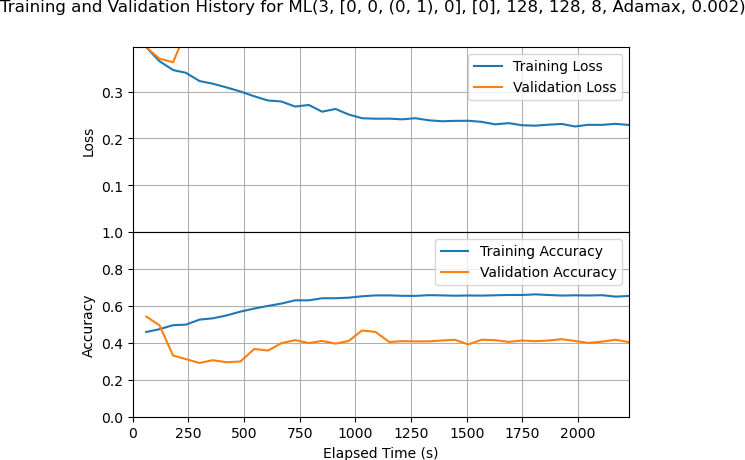 Training and Validation History for ML(3, [0, 0, (0, 1), 0], [0], 128, 128, 8, Adamax, 0.002)
Training Loss
Validation Loss
0.3
0.2
0.1
Loss
Training Accuracy
Validation Accuracy
1.0
0.8
0.6
0.4
0.2
0.0
Accuracy
0 250 500 750 1000 1250 1500 1750 2000
Elapsed Time (s)